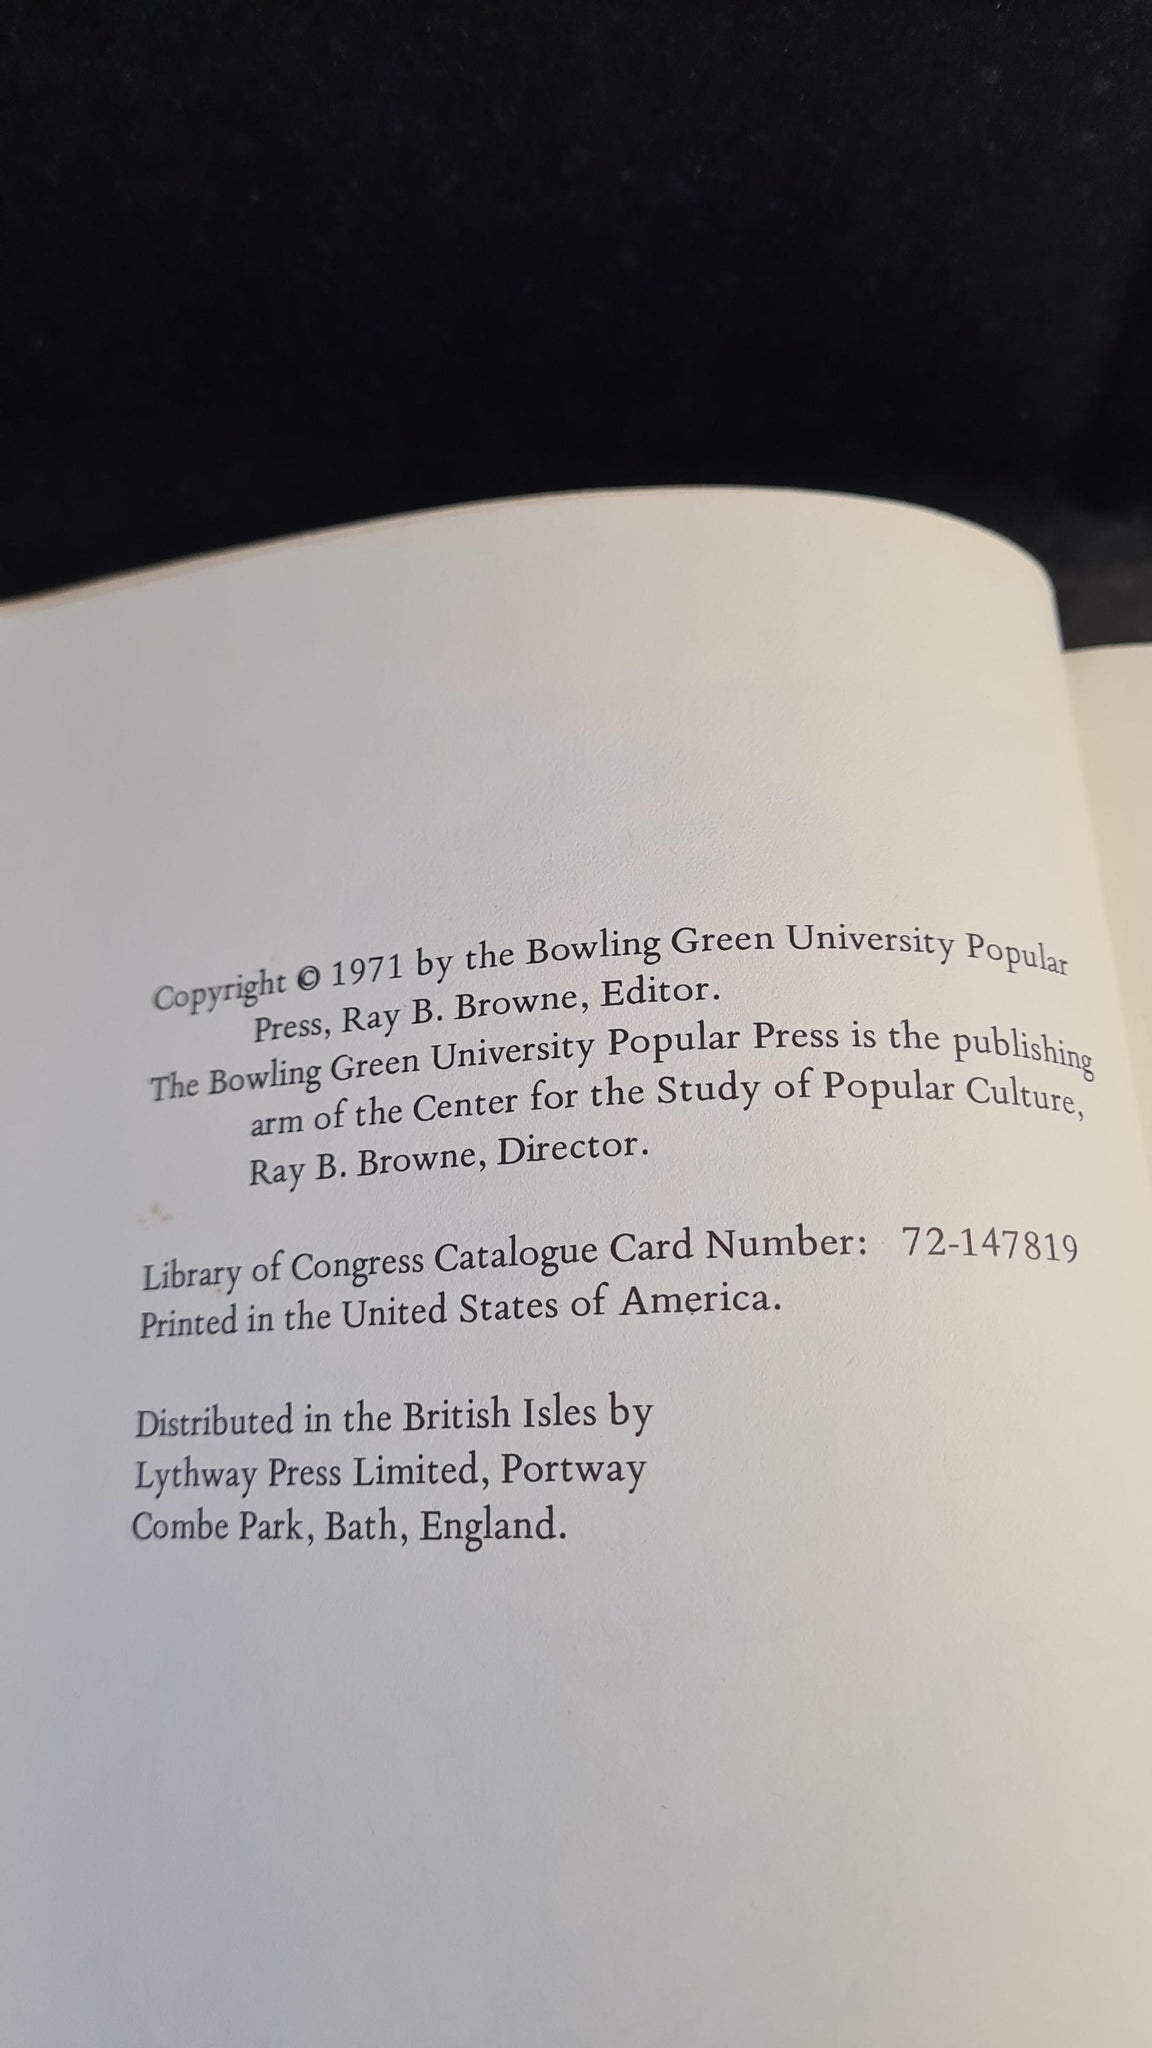 Copyright © 1971 by the Bowling Green University Popular
Press, Ray B. Browne, Editor.
The Bowling Green University Popular Press is the publishing
arm of the Center for the Study of Popular Culture,
Ray B. Browne, Director.
Library of Congress Catalogue Card Number: 72-147819
Printed in the United States of America.
Distributed in the British Isles by
Lythway Press Limited, Portway
Combe Park, Bath, England.